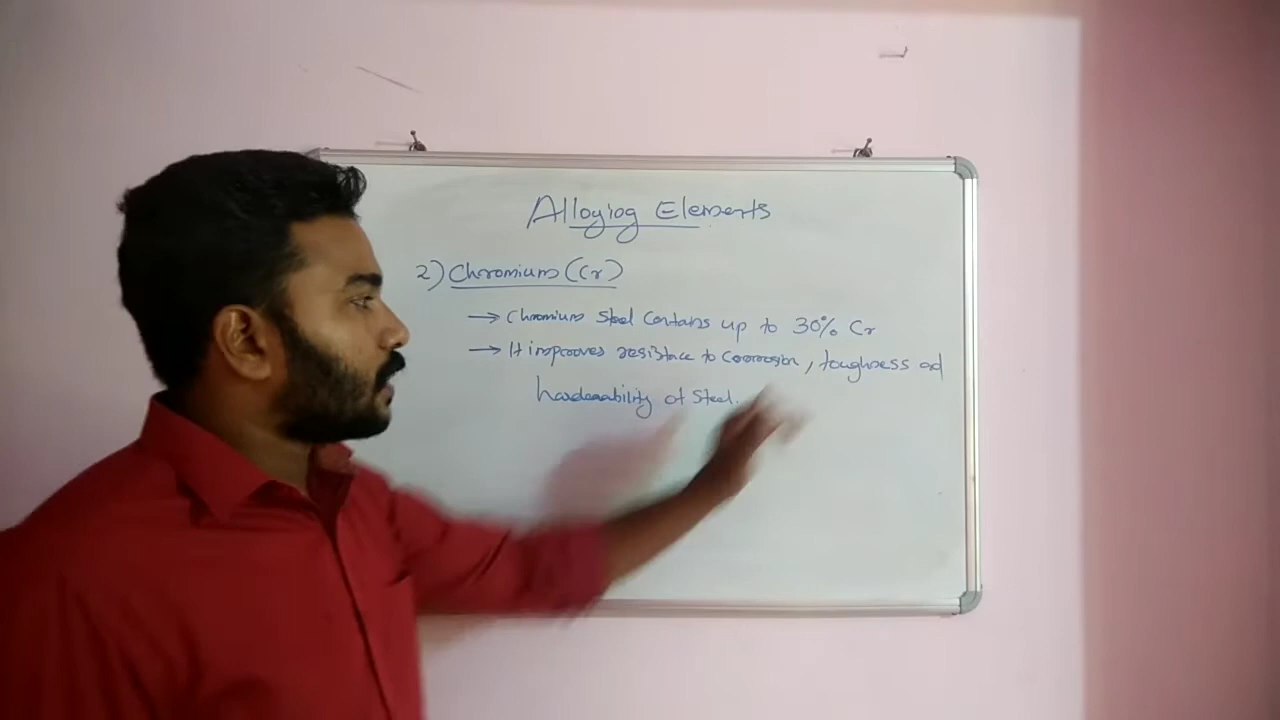 Alloying Elements
2) Chromium (Cr)
→ Chromium Steel Contains up to 30% Cr
→ It improves resistance to Corrosion, toughness and
hardenability of Steel.